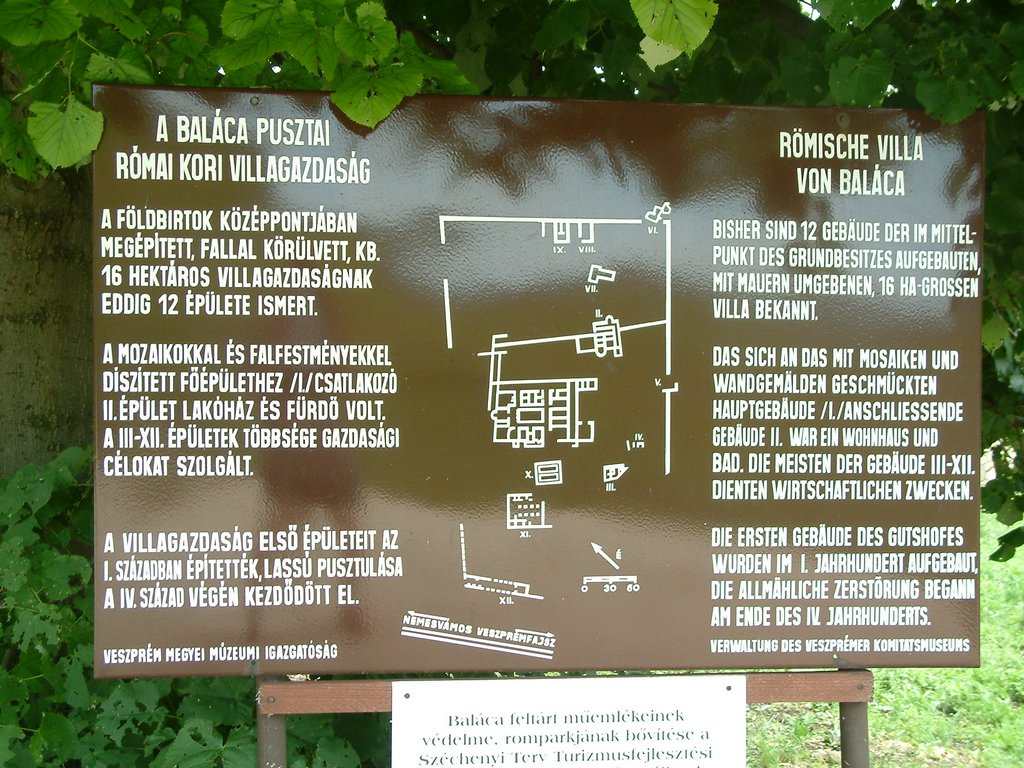 A BALÁCA PUSZTAI
RÓMAI KORI VILLAGAZDASÁG
A FÖLDBIRTOK KÖZÉPPONTJÁBAN
MEGÉPÍTETT, FALLAL KÖRÜLVETT, KB.
16 HEKTÁROS VILLAGAZDASÁGNAK
EDDIG 12 ÉPÜLETE ISMERT.
A MOZAIKOKKAL ÉS FALFESTMÉNYEKKEL
DÍSZÍTETT FŐÉPÜLETHEZ /I./CSATLAKOZÓ
II. ÉPÜLET LAKÓHÁZ ÉS FÜRDŐ VOLT.
A III-XII. ÉPÜLETEK TÖBBSÉGE GAZDASÁGI
CÉLOKAT SZOLGÁLT.
A VILLAGAZDASÁG ELSŐ ÉPÜLETEIT AZ
I. SZÁZADBAN ÉPÍTETTÉK, LASSÚ PUSZTULÁSA
A IV. SZÁZAD VÉGÉN KEZDŐDÖTT EL.
VESZPRÉM MEGYEI MÚZEUMI IGAZGATÓSÁG
VI.
IX. VIII.
VII.
II.
V.
IV.
X.
III.
XI.
É
0 30 60
XII.
NEMESVÁMOS VESZPRÉMFAJSZ
RÖMISCHE VILLA
VON BALÁCA
BISHER SIND 12 GEBÄUDE DER IM MITTEL-
PUNKT DES GRUNDBESITZES AUFGEBAUTEN,
MIT MAUERN UMGEBENEN, 16 HA-GROSSEN
VILLA BEKANNT.
DAS SICH AN DAS MIT MOSAIKEN UND
WANDGEMÄLDEN GESCHMÜCKTEN
HAUPTGEBÄUDE /I./ANSCHLIESSENDE
GEBÄUDE II. WAR EIN WOHNHAUS UND
BAD. DIE MEISTEN DER GEBÄUDE III-XII.
DIENTEN WIRTSCHAFTLICHEN ZWECKEN.
DIE ERSTEN GEBÄUDE DES GUTSHOFES
WURDEN IM I. JAHRHUNDERT AUFGEBAUT,
DIE ALLMÄHLICHE ZERSTÖRUNG BEGANN
AM ENDE DES IV. JAHRHUNDERTS.
VERWALTUNG DES VESZPRÉMER KOMITATSMUSEUMS
Baláca feltárt műemlékeinek
védelme, romparkjának bővítése a
Széchenyi Terv Turizmusfejlesztési